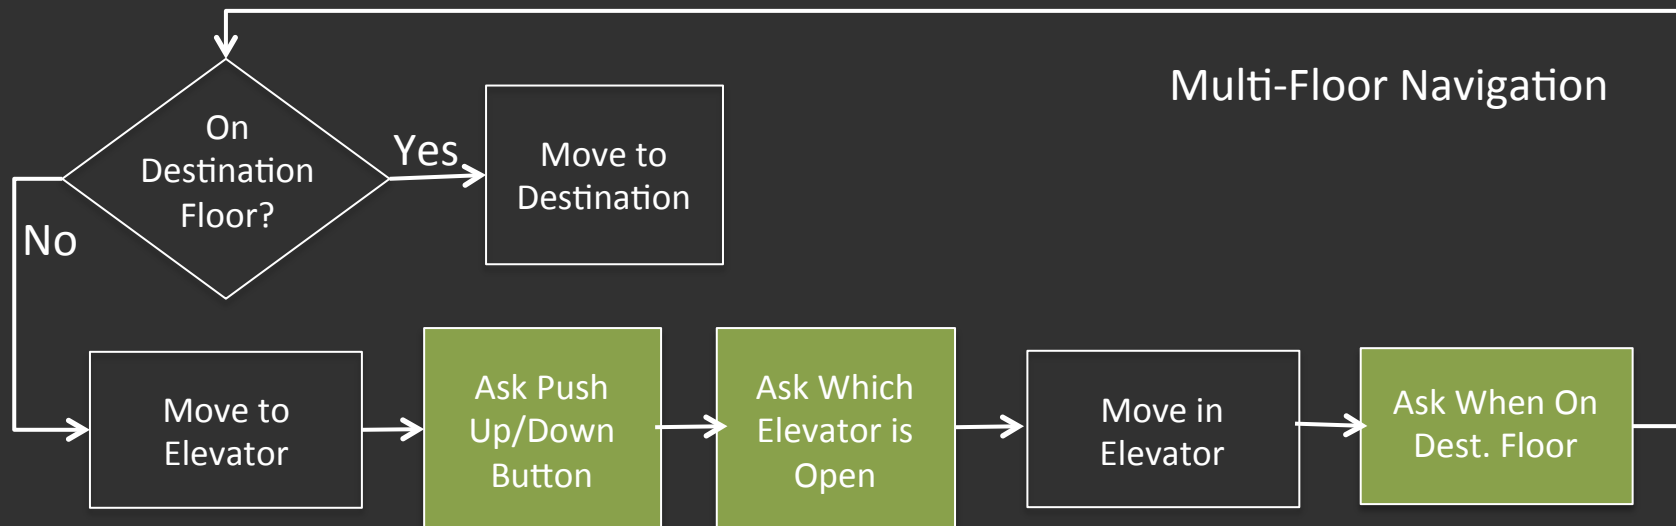 Multi-Floor Navigation
On
Destination
Floor?
Yes
Move to
Destination
No
Move to
Elevator
Ask Push
Up/Down
Button
Ask Which
Elevator is
Open
Move in
Elevator
Ask When On
Dest. Floor